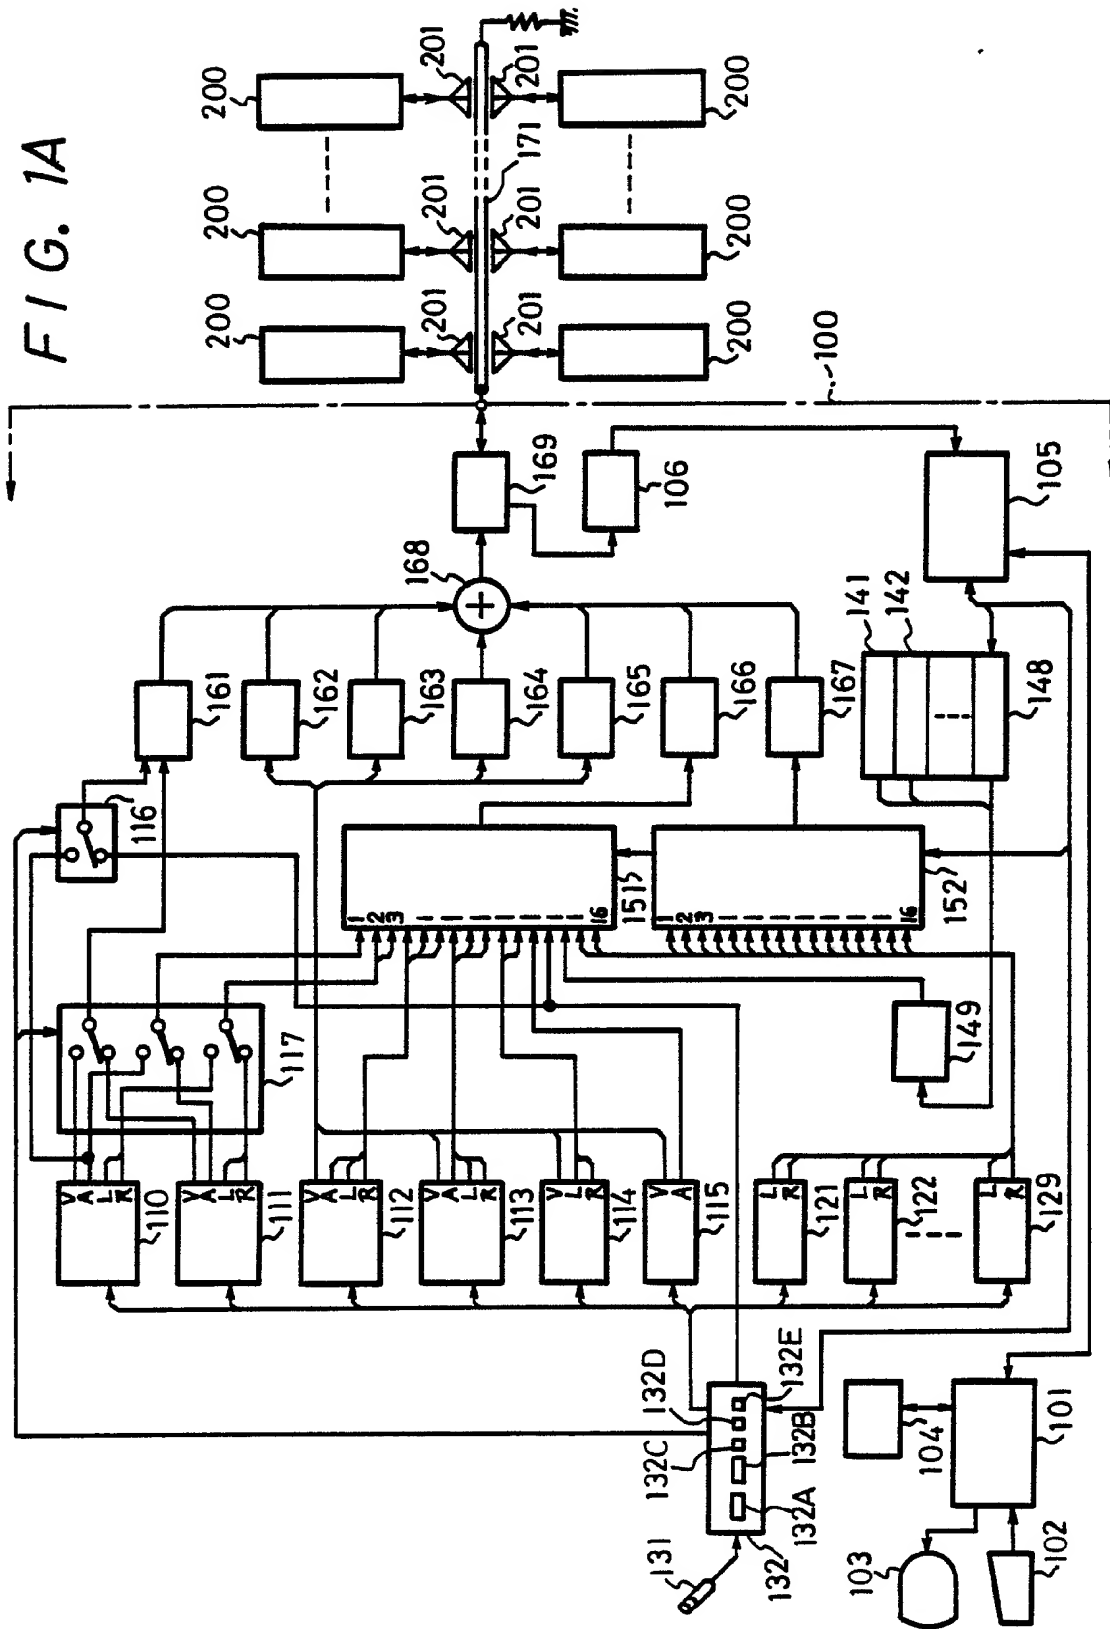 FIG. 1A
200
200
200
201
201
201
201
201
201
171
200
200
200
100
169
106
105
168
161
162
163
164
165
166
167
141
142
148
116
117
1
2
3
16
151
1
2
3
16
152
149
V
A
L
R
110
V
A
L
R
111
V
A
L
R
112
V
A
L
R
113
V
L
R
114
V
A
115
L
R
121
L
R
122
L
R
129
131
132
132A
132B
132C
132D
132E
104
101
103
102